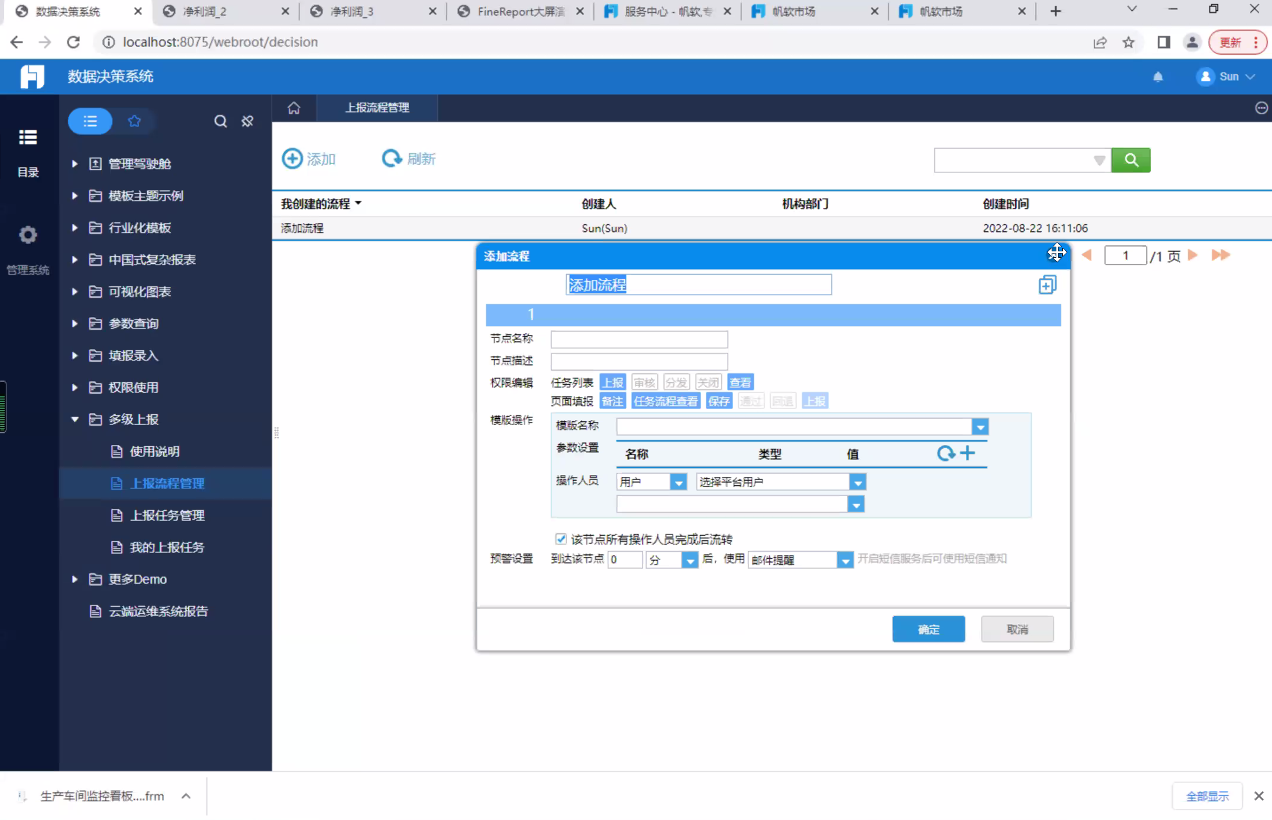 数据决策系统
净利润_2
净利润_3
FineReport大屏演
服务中心 - 帆软,专
帆软市场
帆软市场
localhost:8075/webroot/decision
更新
数据决策系统
Sun
上报流程管理
目录
管理系统
管理驾驶舱
模板主题示例
行业化模板
中国式复杂报表
可视化图表
参数查询
填报录入
权限使用
多级上报
使用说明
上报流程管理
上报任务管理
我的上报任务
更多Demo
云端运维系统报告
添加 刷新
我创建的流程 创建人 机构部门 创建时间
添加流程 Sun(Sun) 2022-08-22 16:11:06
1 /1 页
添加流程
添加流程
1
节点名称
节点描述
权限编辑 任务列表 上报 审核 分发 关闭 查看
页面填报 备注 任务流程查看 保存 通过 回退 上报
模版操作 模版名称
参数设置 名称 类型 值
操作人员 用户 选择平台用户
该节点所有操作人员完成后流转
预警设置 到达该节点 0 分 后，使用 邮件提醒 开启短信服务后可使用短信通知
确定 取消
生产车间监控看板....frm
全部显示